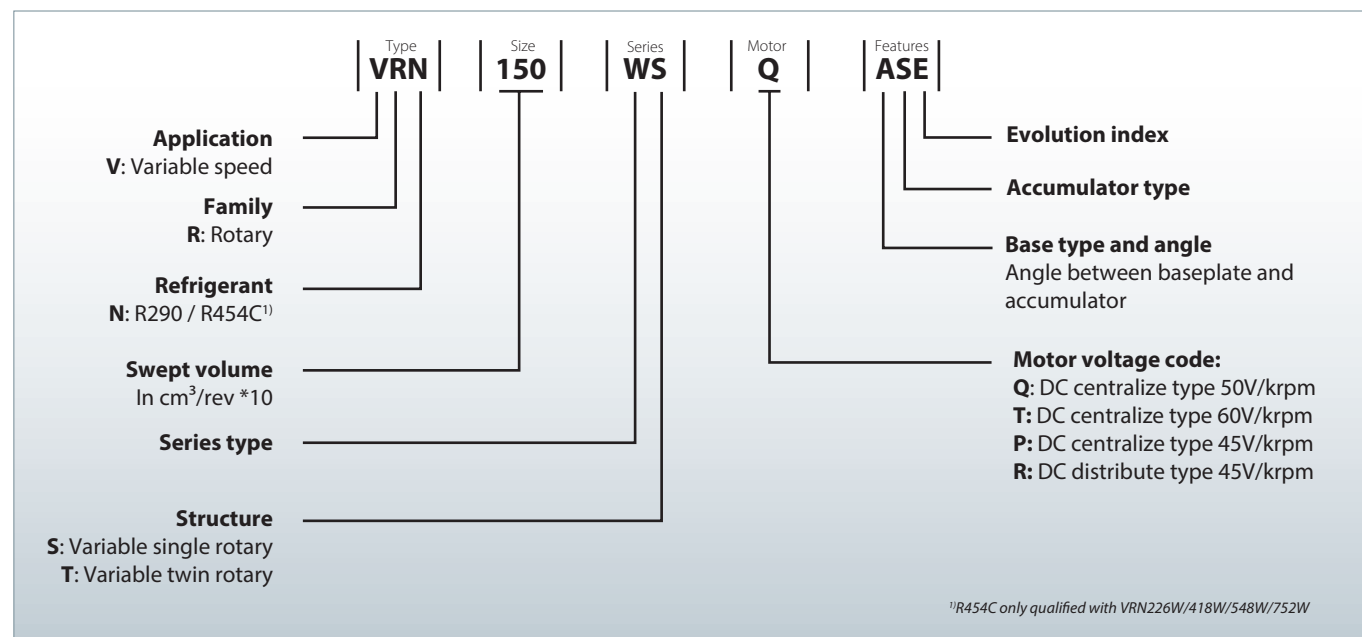 Type
Size
Series
Motor
Features
VRN
150
WS
Q
ASE
Application
V: Variable speed
Family
R: Rotary
Refrigerant
N: R290 / R454C¹⁾
Swept volume
In cm³/rev *10
Series type
Structure
S: Variable single rotary
T: Variable twin rotary
Evolution index
Accumulator type
Base type and angle
Angle between baseplate and
accumulator
Motor voltage code:
Q: DC centralize type 50V/krpm
T: DC centralize type 60V/krpm
P: DC centralize type 45V/krpm
R: DC distribute type 45V/krpm
¹⁾R454C only qualified with VRN226W/418W/548W/752W